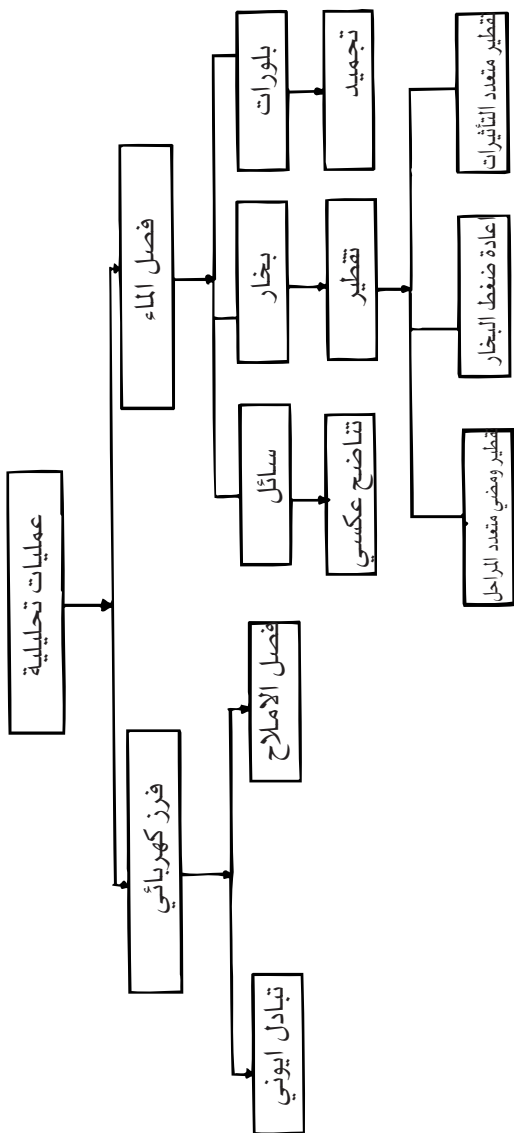 عمليات تحليلية
فصل الماء
فرز كهربائي
بلورات
بخار
سائل
فصل الاملاح
تبادل ايوني
تجميد
تقطير
تناضح عكسي
تقطير متعدد التأثيرات
اعادة ضغط البخار
تقطير ومضي متعدد المراحل